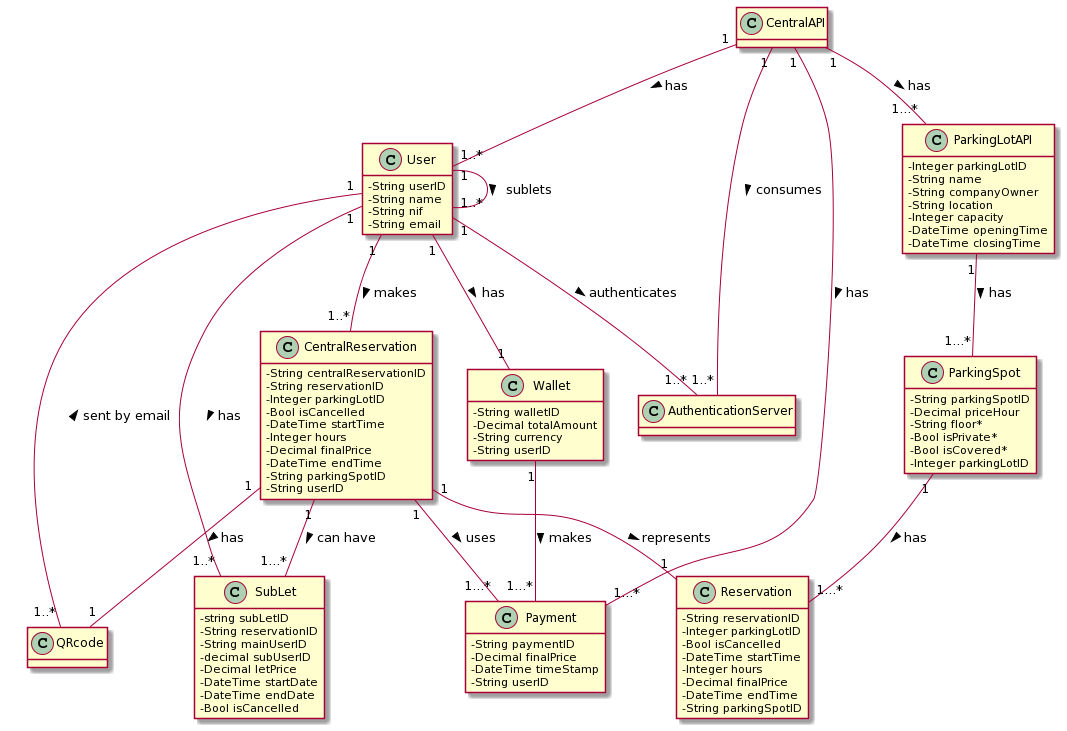 C CentralAPI
1
1
1
1
has
has
1...*
C ParkingLotAPI
-Integer parkingLotID
-String name
-String companyOwner
-String location
-Integer capacity
-DateTime openingTime
-DateTime closingTime
C User
-String userID
-String name
-String nif
-String email
1..*
1
sublets
1..*
consumes
1
1
1
1
1
1
makes
has
authenticates
has
has
1..*
1
1..*
1..*
1...*
C CentralReservation
-String centralReservationID
-String reservationID
-Integer parkingLotID
-Bool isCancelled
-DateTime startTime
-Integer hours
-Decimal finalPrice
-DateTime endTime
-String parkingSpotID
-String userID
C Wallet
-String walletID
-Decimal totalAmount
-String currency
-String userID
C AuthenticationServer
C ParkingSpot
-String parkingSpotID
-Decimal priceHour
-String floor*
-Bool isPrivate*
-Bool isCovered*
-Integer parkingLotID
sent by email
has
1
1
1
1
1
1
has
can have
uses
makes
represents
has
1..*
1..*
1...*
1...*
1...*
1...*
1
1...*
1
C QRcode
C SubLet
-string subLetID
-String reservationID
-String mainUserID
-decimal subUserID
-Decimal letPrice
-DateTime startDate
-DateTime endDate
-Bool isCancelled
C Payment
-String paymentID
-Decimal finalPrice
-DateTime timeStamp
-String userID
C Reservation
-String reservationID
-Integer parkingLotID
-Bool isCancelled
-DateTime startTime
-Integer hours
-Decimal finalPrice
-DateTime endTime
-String parkingSpotID